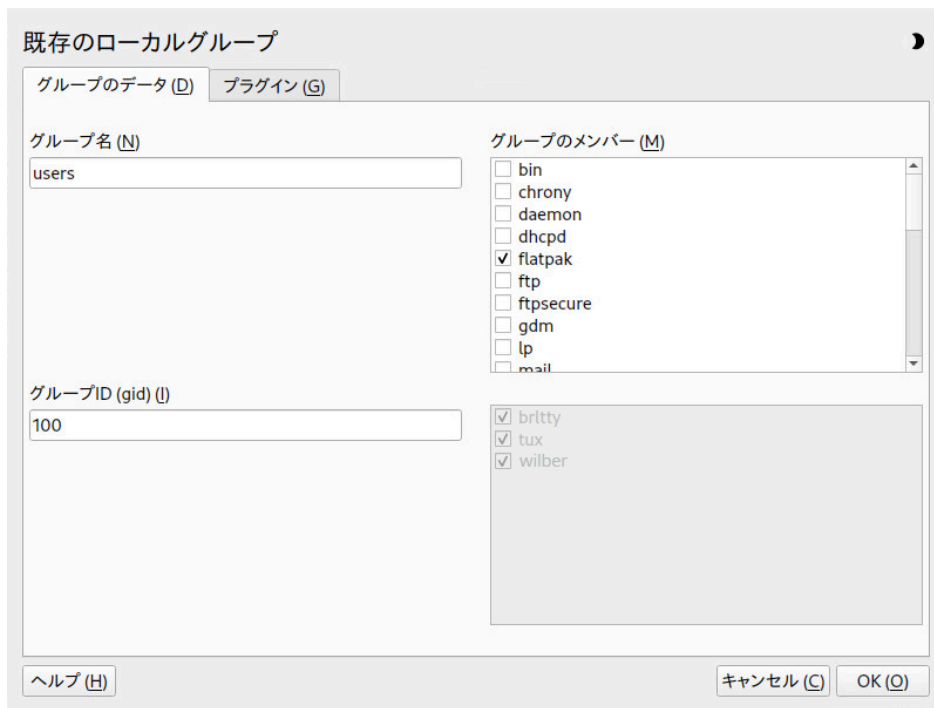 既存のローカルグループ
グループのデータ (D)
プラグイン (G)
グループ名 (N)
users
グループID (gid) (I)
100
グループのメンバー (M)
bin
chrony
daemon
dhcpd
flatpak
ftp
ftpsecure
gdm
lp
mail
brltty
tux
wilber
ヘルプ (H)
キャンセル (C)
OK (O)